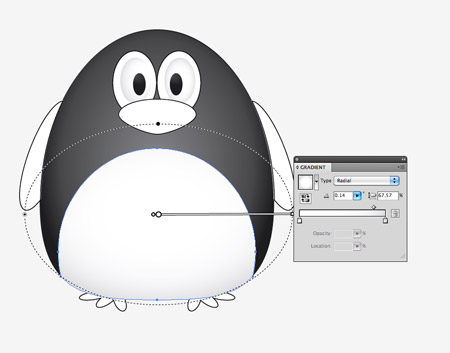 GRADIENT
Type: Radial
0.14 ° 67.57 %
Opacity: %
Location: %